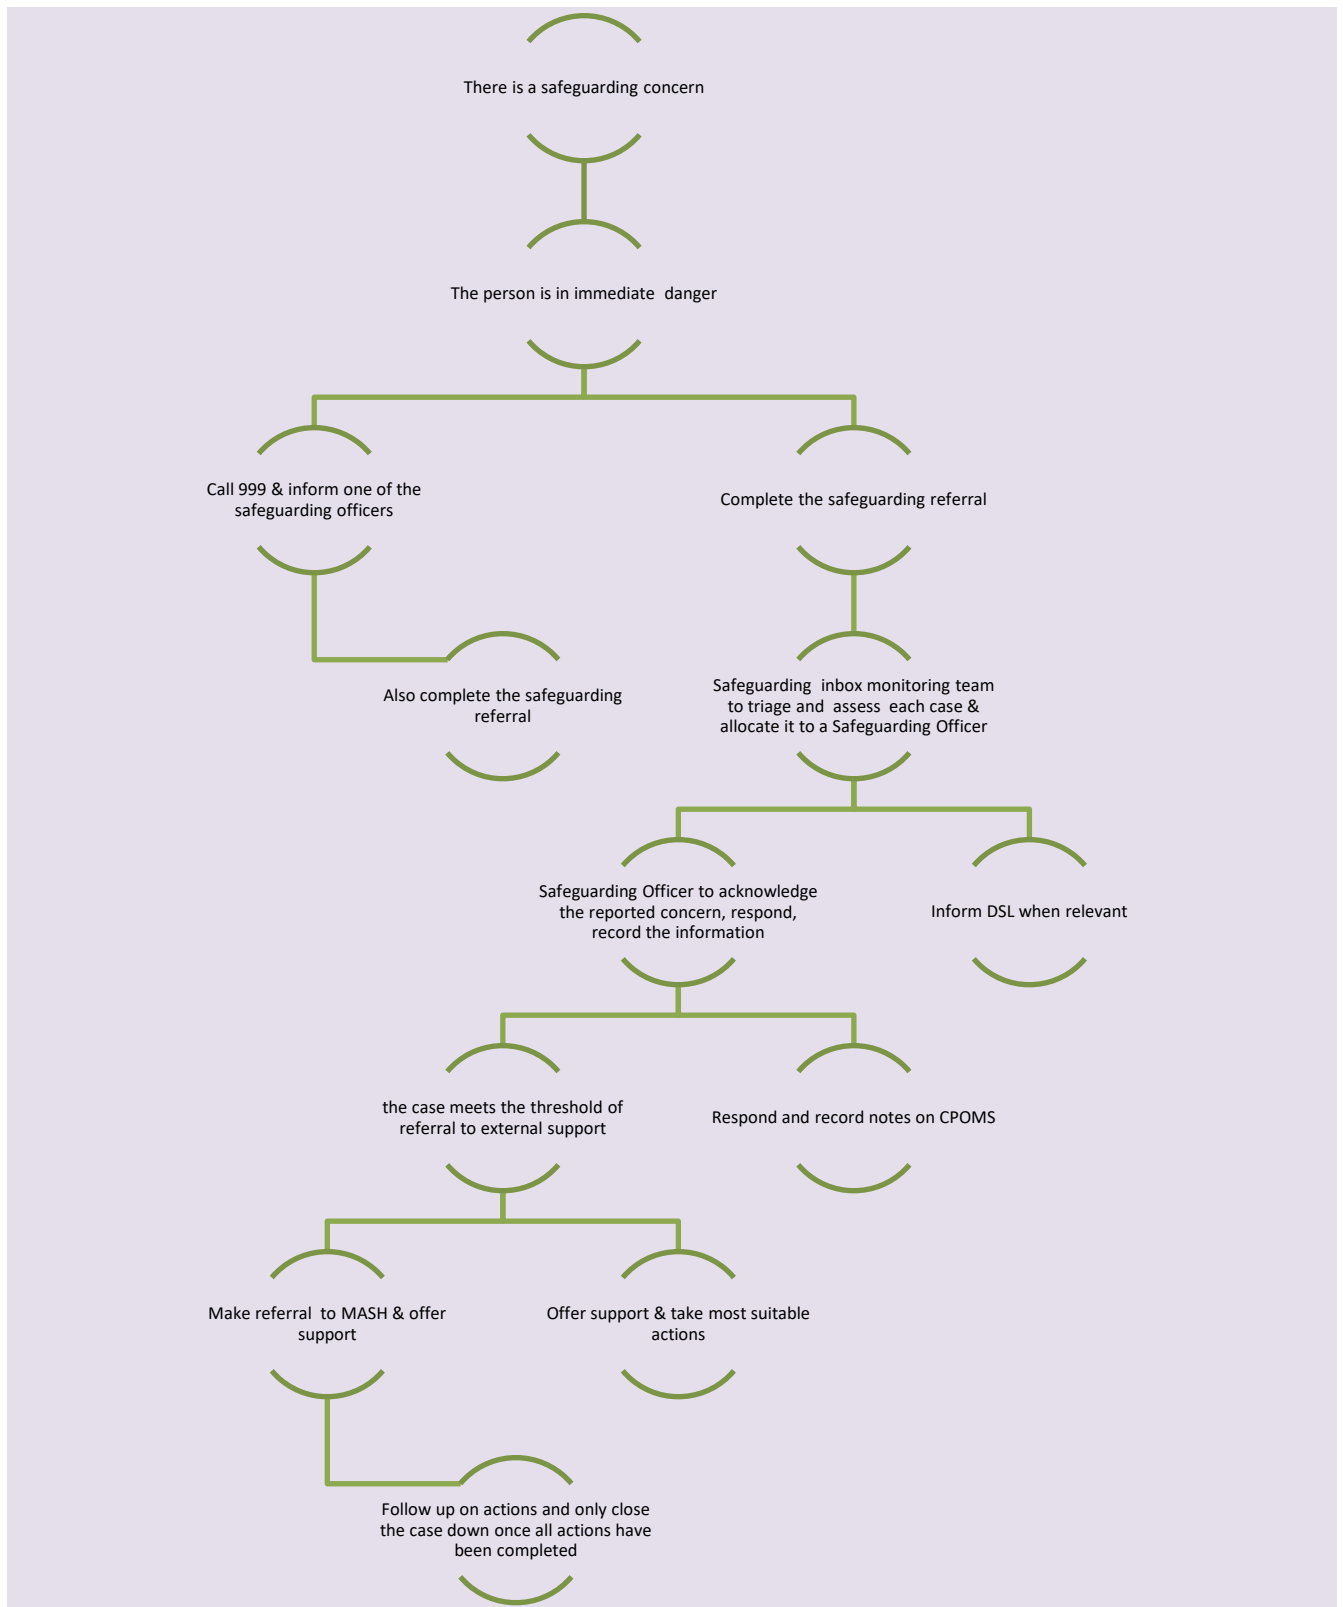 There is a safeguarding concern
The person is in immediate  danger
Call 999 & inform one of the
safeguarding officers
Complete the safeguarding referral
Also complete the safeguarding
referral
Safeguarding  inbox monitoring team
to triage and  assess  each case &
allocate it to a Safeguarding Officer
Safeguarding Officer to acknowledge
the reported concern, respond,
record the information
Inform DSL when relevant
the case meets the threshold of
referral to external support
Respond and record notes on CPOMS
Make referral  to MASH & offer
support
Offer support & take most suitable
actions
Follow up on actions and only close
the case down once all actions have
been completed